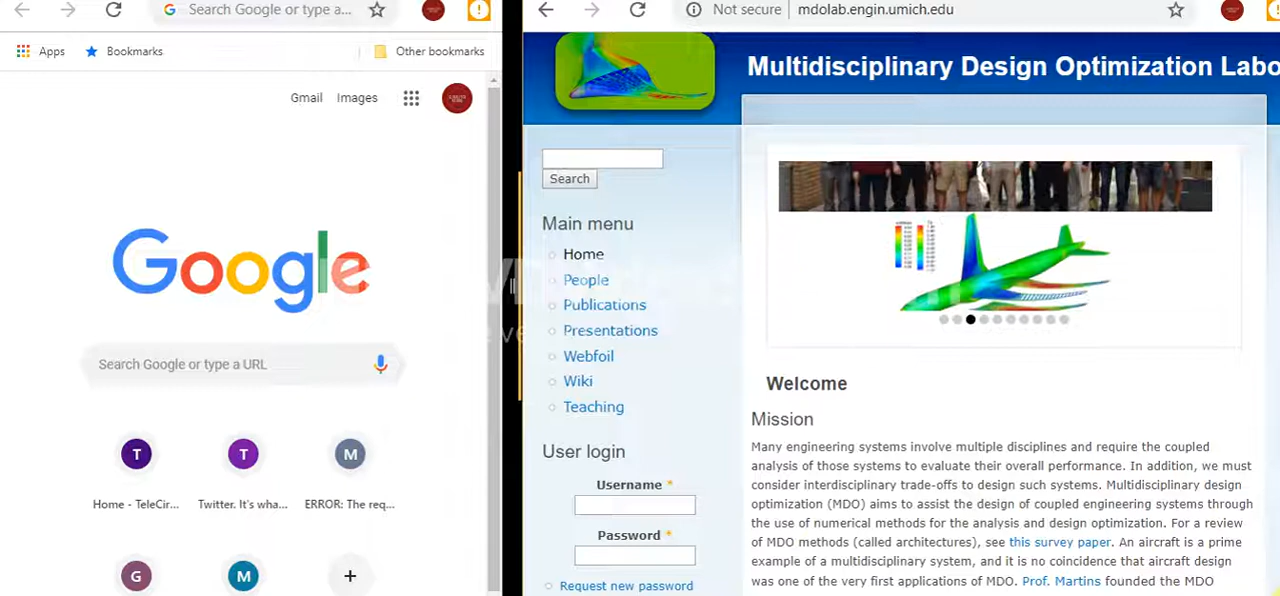 Search Google or type a...
Apps
Bookmarks
Other bookmarks
Gmail
Images
Google
Search Google or type a URL
T
T
M
Home - TeleCir...
Twitter. It's wha...
ERROR: The req...
G
M
+
Not secure
mdolab.engin.umich.edu
Multidisciplinary Design Optimization Labo
Search
Main menu
Home
People
Publications
Presentations
Webfoil
Wiki
Teaching
User login
Username *
Password *
Request new password
Welcome
Mission
Many engineering systems involve multiple disciplines and require the coupled
analysis of those systems to evaluate their overall performance. In addition, we must
consider interdisciplinary trade-offs to design such systems. Multidisciplinary design
optimization (MDO) aims to assist the design of coupled engineering systems through
the use of numerical methods for the analysis and design optimization. For a review
of MDO methods (called architectures), see this survey paper. An aircraft is a prime
example of a multidisciplinary system, and it is no coincidence that aircraft design
was one of the very first applications of MDO. Prof. Martins founded the MDO